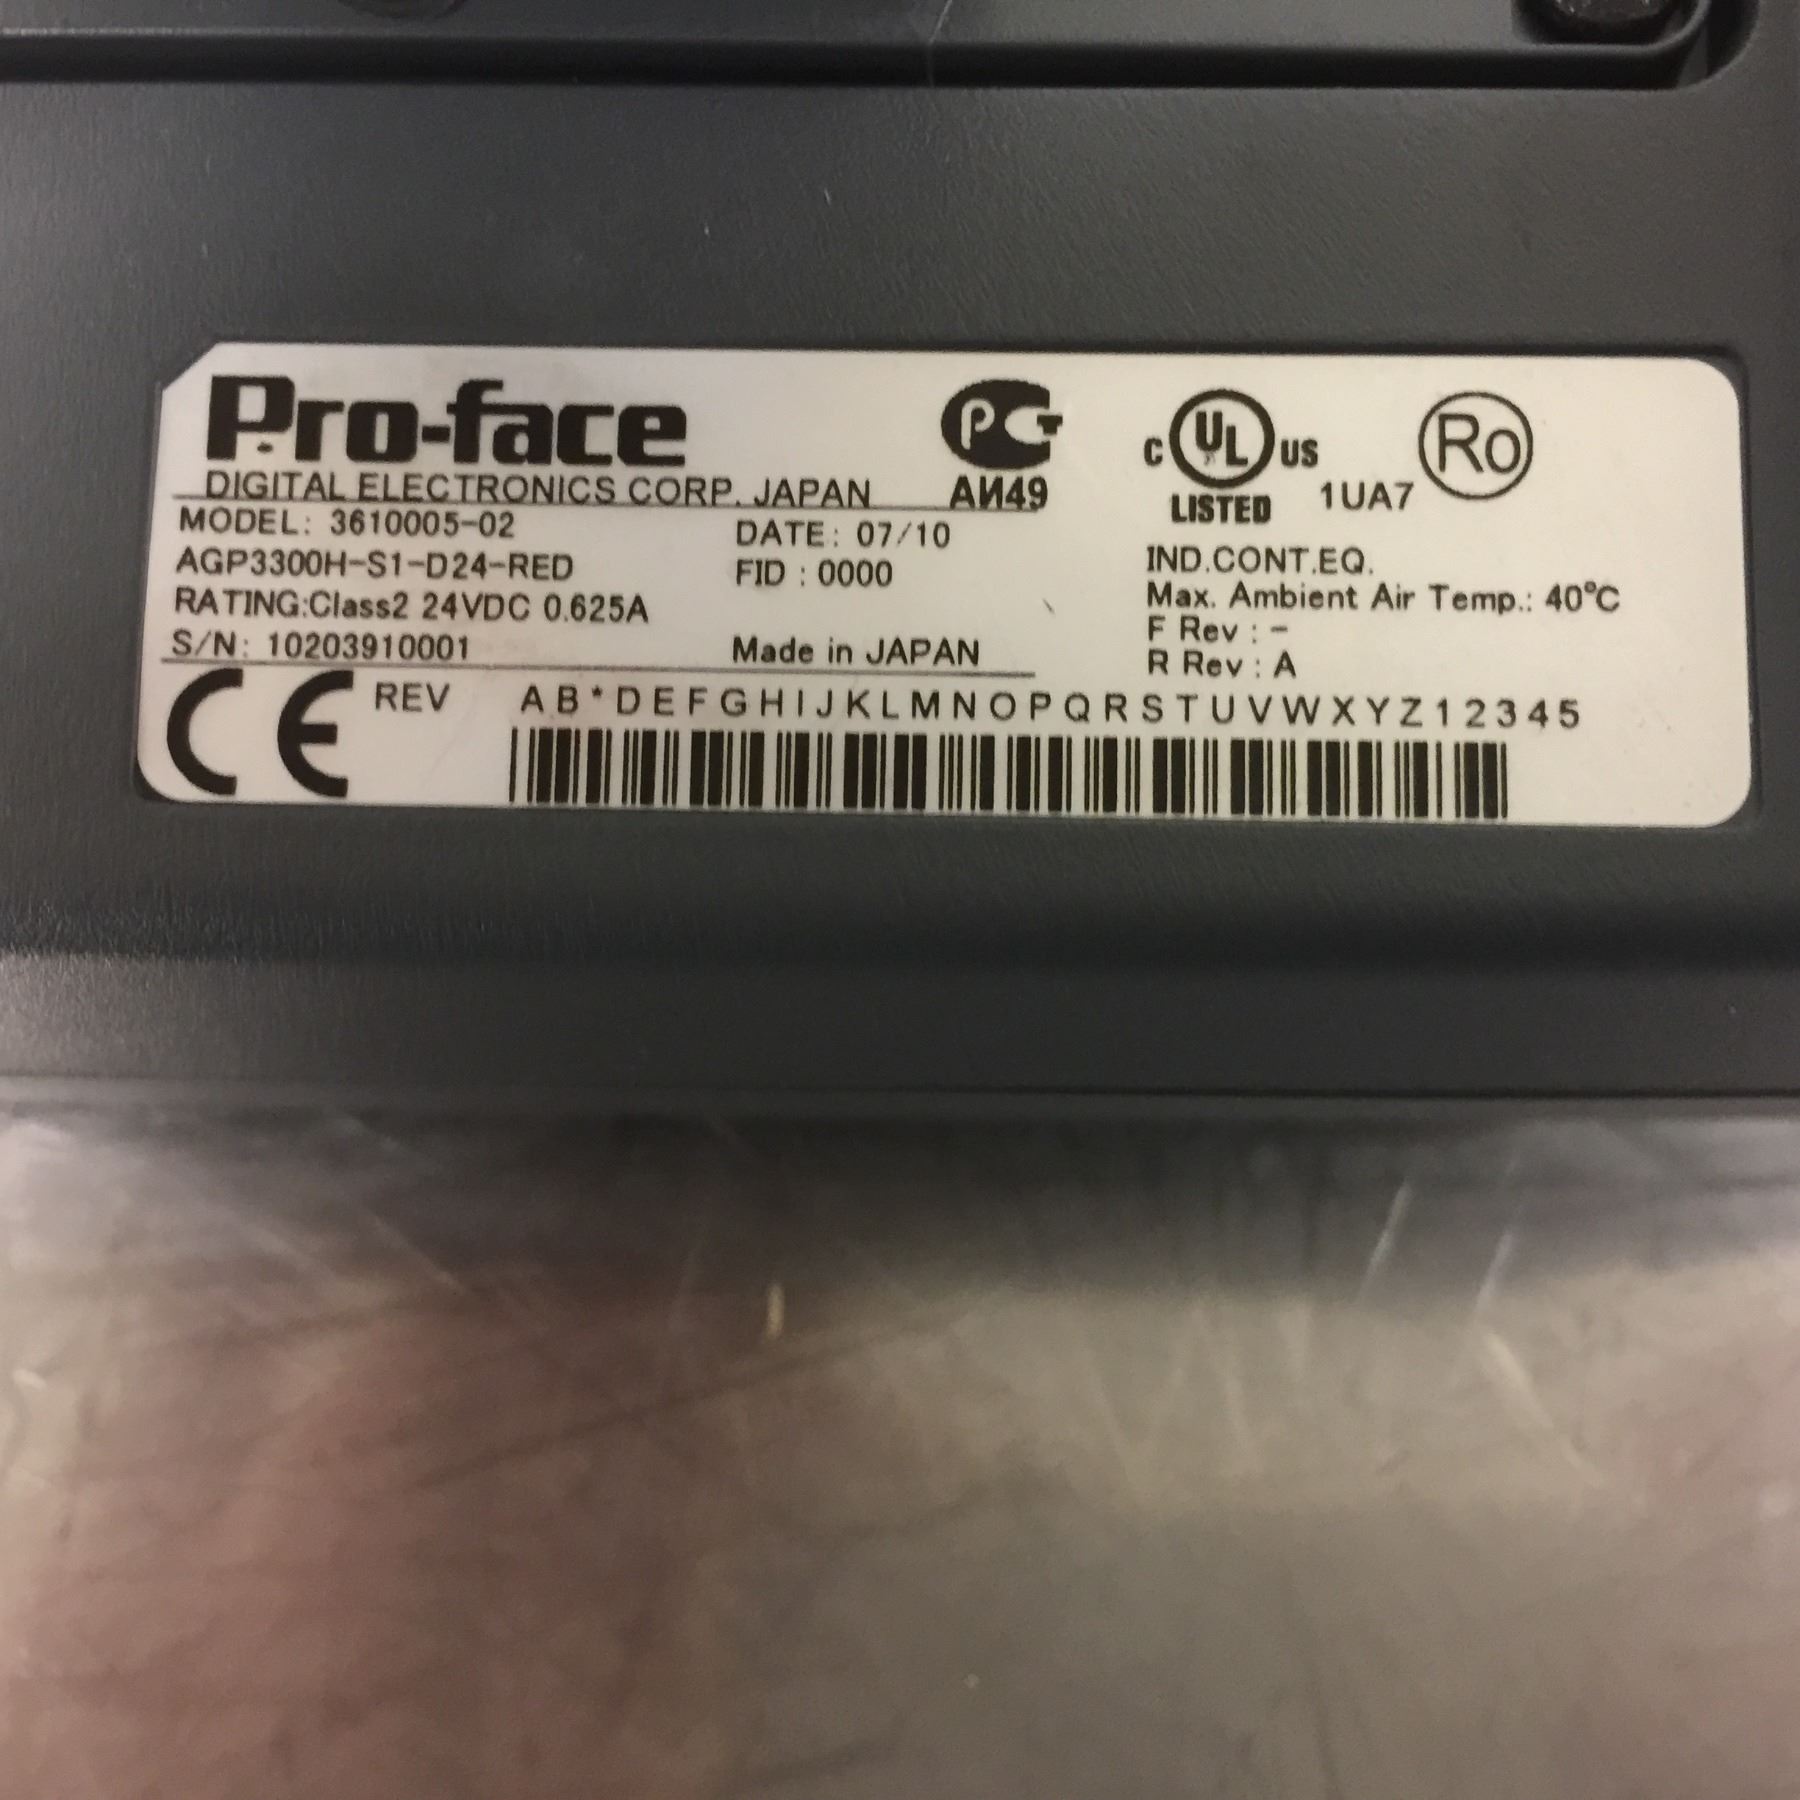 Pro-face
DIGITAL ELECTRONICS CORP. JAPAN
MODEL: 3610005-02
AGP3300H-S1-D24-RED
RATING:Class2 24VDC 0.625A
S/N: 10203910001
DATE: 07/10
FID : 0000
Made in JAPAN
РСТ
АИ49
C UL US
LISTED
1UA7
Ro
IND.CONT.EQ.
Max. Ambient Air Temp.: 40°C
F Rev : -
R Rev : A
CE
REV AB*DEFGHIJKLMNOPQRSTUVWXYZ12345